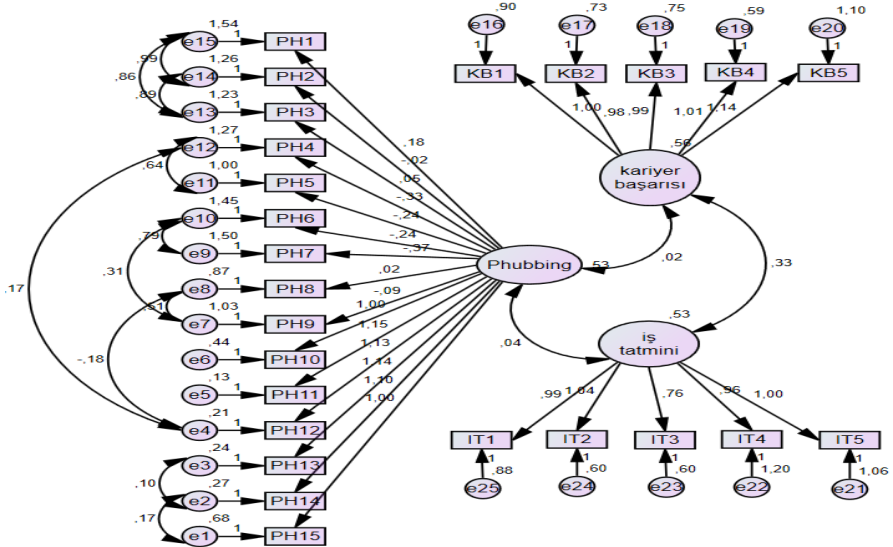 ,90
,73
,75
,59
1,10
e16
e17
e18
e19
e20
1
1
1
1
1
KB1
KB2
KB3
KB4
KB5
1,00
,98
,99
1,01
1,14
,56
kariyer
başarısı
1,54
e15
1
PH1
,99
1,26
e14
1
PH2
,86
,89
1,23
e13
1
PH3
1,27
e12
1
PH4
,64
1,00
e11
1
PH5
1,45
e10
1
PH6
,79
1,50
e9
1
PH7
,87
e8
1
PH8
,31
,51
1,03
e7
1
PH9
,44
e6
1
PH10
,13
e5
1
PH11
,17
-,18
,21
e4
1
PH12
,24
e3
1
PH13
,10
,27
e2
1
PH14
,17
,68
e1
1
PH15
,18
-,02
,05
-,33
-,24
-,24
-,37
,02
-,09
1,00
1,15
1,13
1,14
1,10
1,00
Phubbing
,53
,02
,33
,04
,53
iş
tatmini
,99
1,04
,76
,96
1,00
IT1
IT2
IT3
IT4
IT5
1
1
1
1
1
,88
,60
,60
1,20
1,06
e25
e24
e23
e22
e21